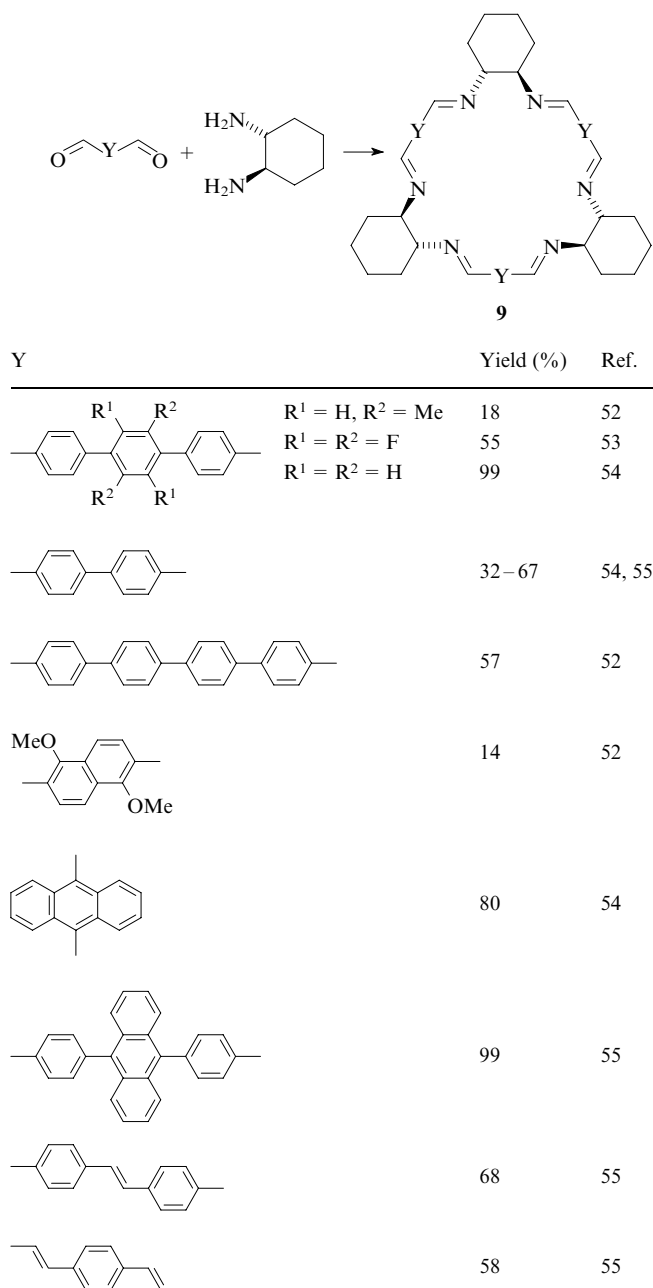 O Y O + H₂N H₂N
N N Y Y N N N N Y
9
Y Yield (%) Ref.
R¹ R² R¹ = H, R² = Me 18 52
R¹ = R² = F 55 53
R² R¹ R¹ = R² = H 99 54
32–67 54, 55
57 52
MeO 14 52
OMe
80 54
99 55
68 55
58 55